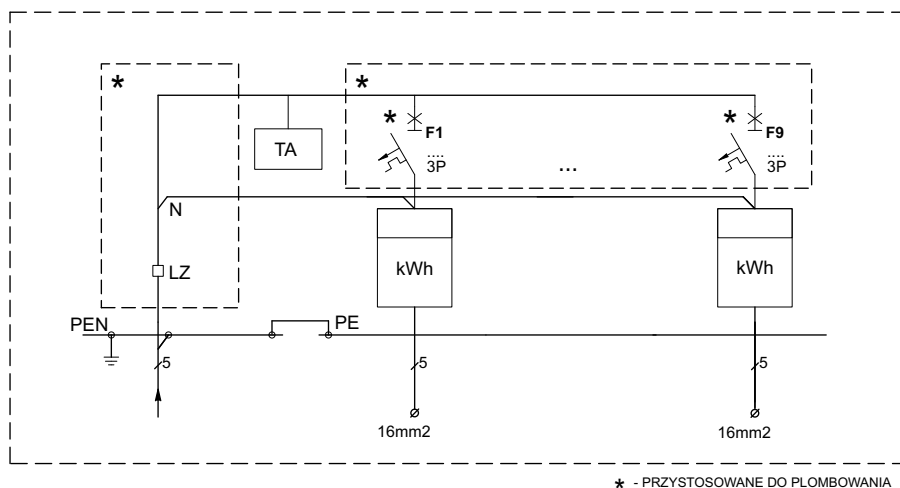 * *
* F1 * F9
TA
.... 3P ... .... 3P
N
kWh kWh
LZ
PEN PE
5 5 5
16mm2 16mm2
* - PRZYSTOSOWANE DO PLOMBOWANIA